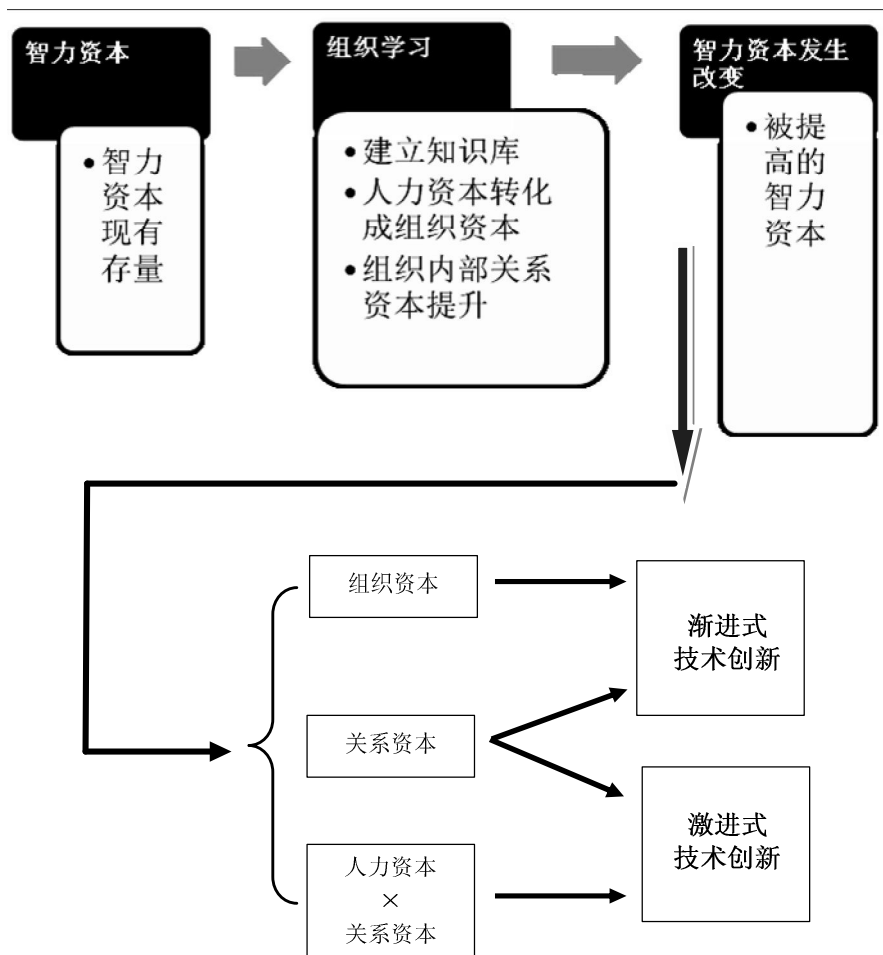 智力资本
• 智力
资本
现有
存量
组织学习
• 建立知识库
• 人力资本转化
成组织资本
• 组织内部关系
资本提升
智力资本发生
改变
• 被提
高的
智力
资本
组织资本
关系资本
人力资本
×
关系资本
渐进式
技术创新
激进式
技术创新